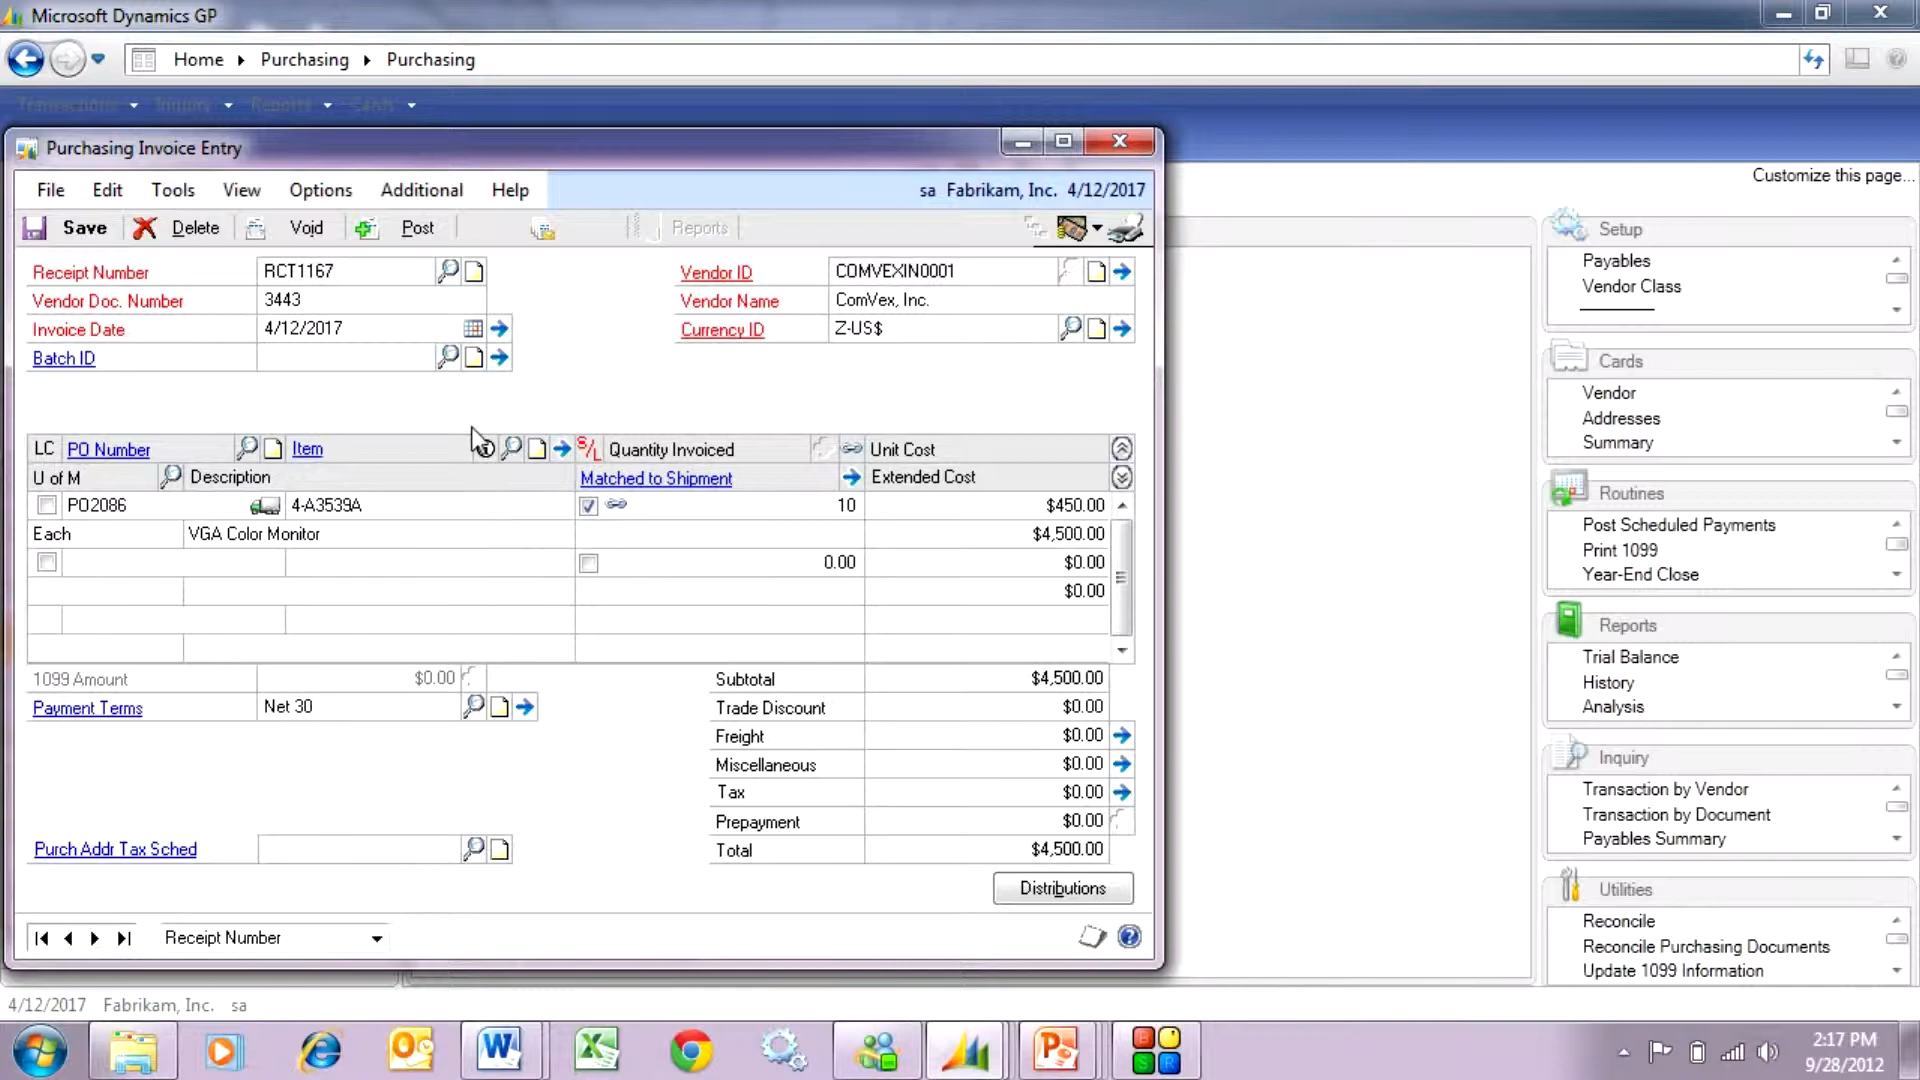 Microsoft Dynamics GP
Home Purchasing Purchasing
Transactions Inquiry Reports Cards
Customize this page...
Purchasing Invoice Entry
File Edit Tools View Options Additional Help
sa Fabrikam, Inc. 4/12/2017
Save Delete Void Post Reports
Receipt Number RCT1167
Vendor ID COMVEXIN0001
Vendor Doc. Number 3443
Vendor Name ComVex, Inc.
Invoice Date 4/12/2017
Currency ID Z-US$
Batch ID
LC PO Number Item S/L Quantity Invoiced Unit Cost
U of M Description Matched to Shipment Extended Cost
PO2086 4-A3539A 10 $450.00
Each VGA Color Monitor $4,500.00
0.00 $0.00
$0.00
1099 Amount $0.00
Subtotal $4,500.00
Payment Terms Net 30
Trade Discount $0.00
Freight $0.00
Miscellaneous $0.00
Tax $0.00
Prepayment $0.00
Purch Addr Tax Sched
Total $4,500.00
Distributions
Receipt Number
Setup
Payables
Vendor Class
Cards
Vendor
Addresses
Summary
Routines
Post Scheduled Payments
Print 1099
Year-End Close
Reports
Trial Balance
History
Analysis
Inquiry
Transaction by Vendor
Transaction by Document
Payables Summary
Utilities
Reconcile
Reconcile Purchasing Documents
Update 1099 Information
4/12/2017 Fabrikam, Inc. sa
2:17 PM
9/28/2012